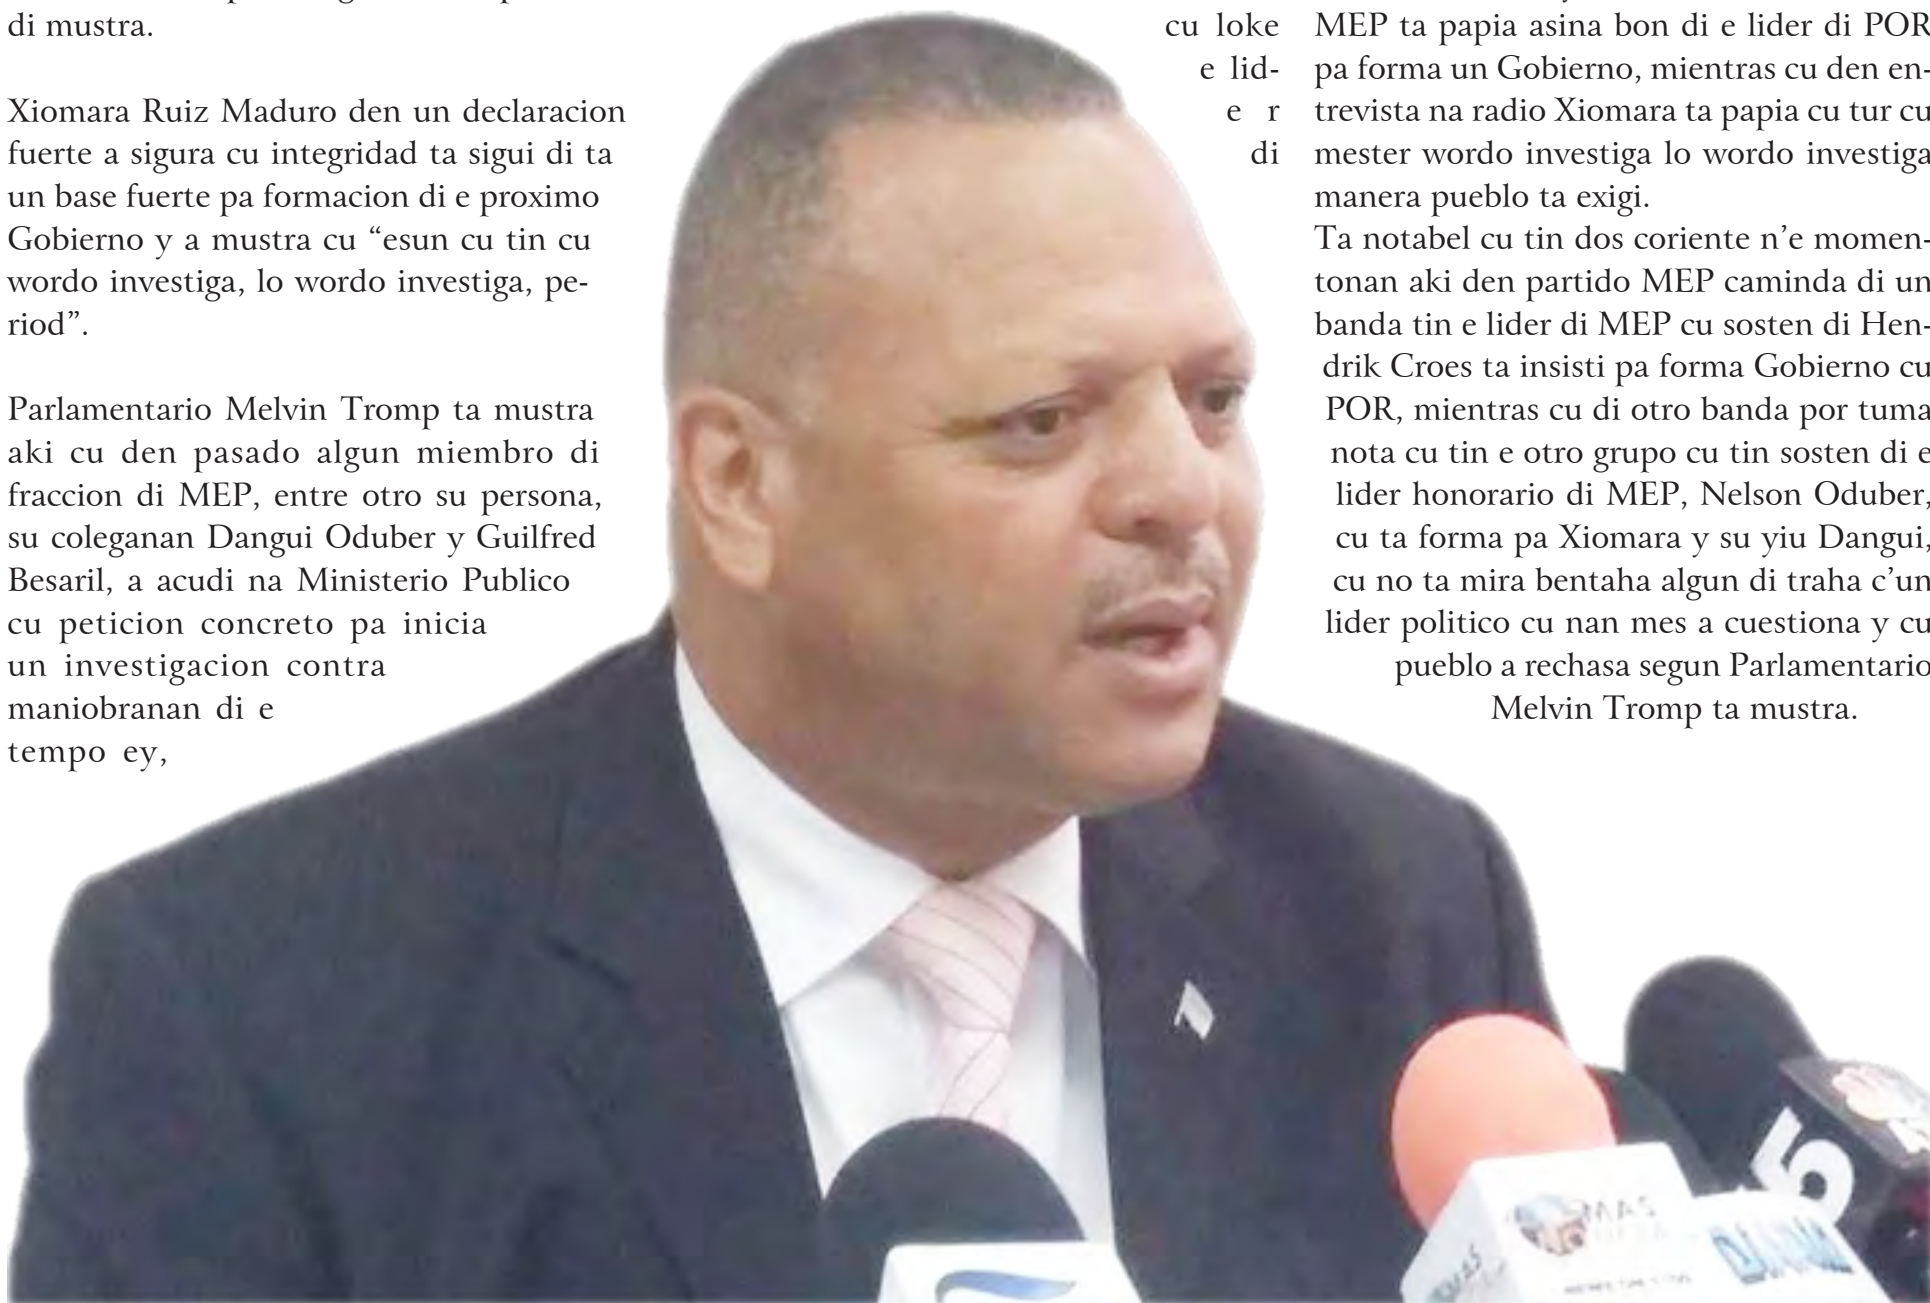 di mustra.
Xiomara Ruiz Maduro den un declaracion
fuerte a sigura cu integridad ta sigui di ta
un base fuerte pa formacion di e proximo
Gobierno y a mustra cu “esun cu tin cu
wordo investiga, lo wordo investiga, pe-
riod”.
Parlamentario Melvin Tromp ta mustra
aki cu den pasado algun miembro di
fraccion di MEP, entre otro su persona,
su coleganan Dangui Oduber y Guilfred
Besaril, a acudi na Ministerio Publico
cu peticion concreto pa inicia
un investigacion contra
maniobranan di e
tempo ey,
cu loke
e lid-
e r
di
MEP ta papia asina bon di e lider di POR
pa forma un Gobierno, mientras cu den en-
trevista na radio Xiomara ta papia cu tur cu
mester wordo investiga lo wordo investiga
manera pueblo ta exigi.
Ta notabel cu tin dos coriente n’e momen-
tonan aki den partido MEP caminda di un
banda tin e lider di MEP cu sosten di Hen-
drik Croes ta insisti pa forma Gobierno cu
POR, mientras cu di otro banda por tuma
nota cu tin e otro grupo cu tin sosten di e
lider honorario di MEP, Nelson Oduber,
cu ta forma pa Xiomara y su yiu Dangui,
cu no ta mira bentaha algun di traha c’un
lider politico cu nan mes a cuestiona y cu
pueblo a rechasa segun Parlamentario
Melvin Tromp ta mustra.
5
MAS